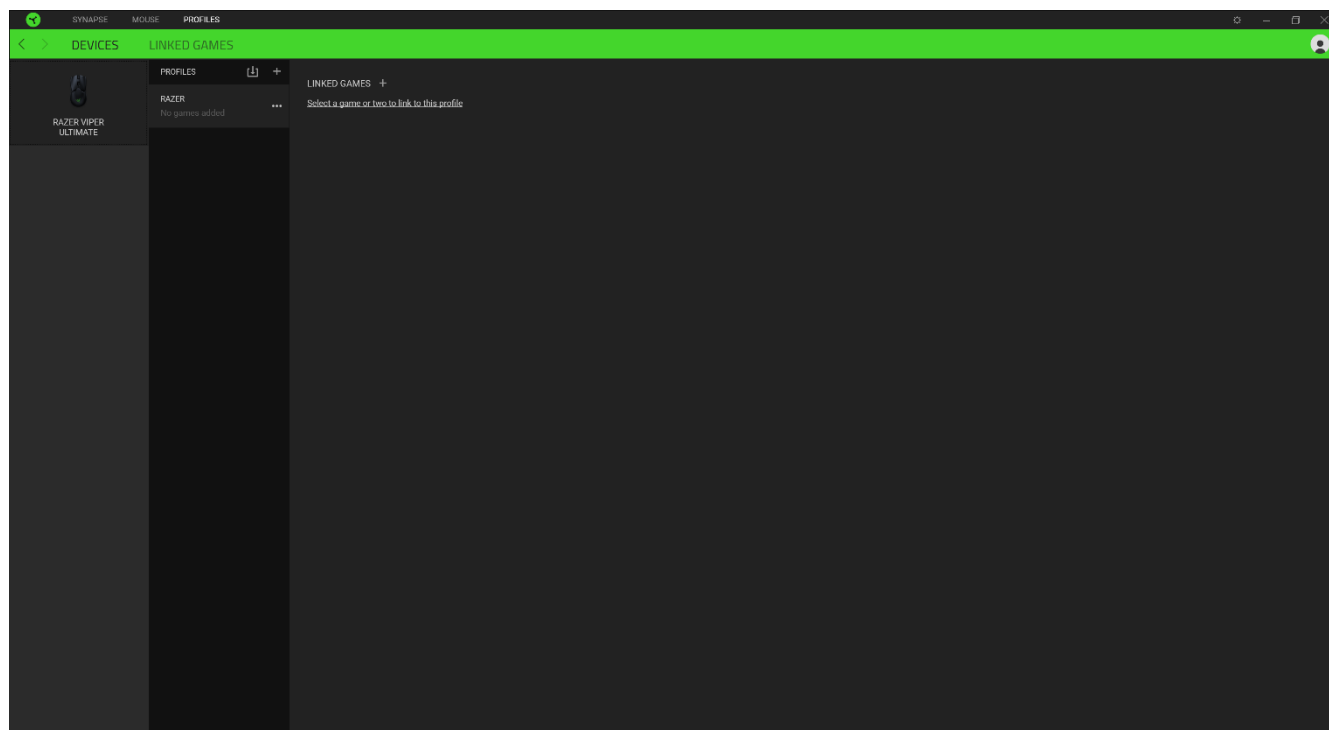 SYNAPSE MOUSE PROFILES
DEVICES LINKED GAMES
RAZER VIPER
ULTIMATE
PROFILES
RAZER
No games added
LINKED GAMES
Select a game or two to link to this profile